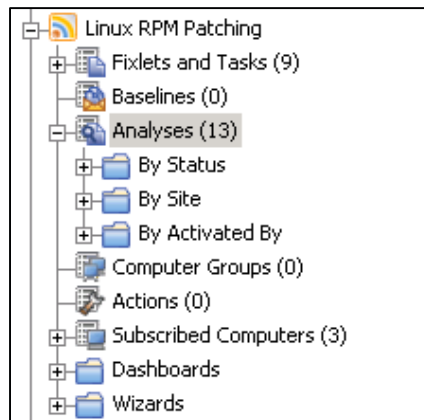 Linux RPM Patching
Fixlets and Tasks (9)
Baselines (0)
Analyses (13)
By Status
By Site
By Activated By
Computer Groups (0)
Actions (0)
Subscribed Computers (3)
Dashboards
Wizards